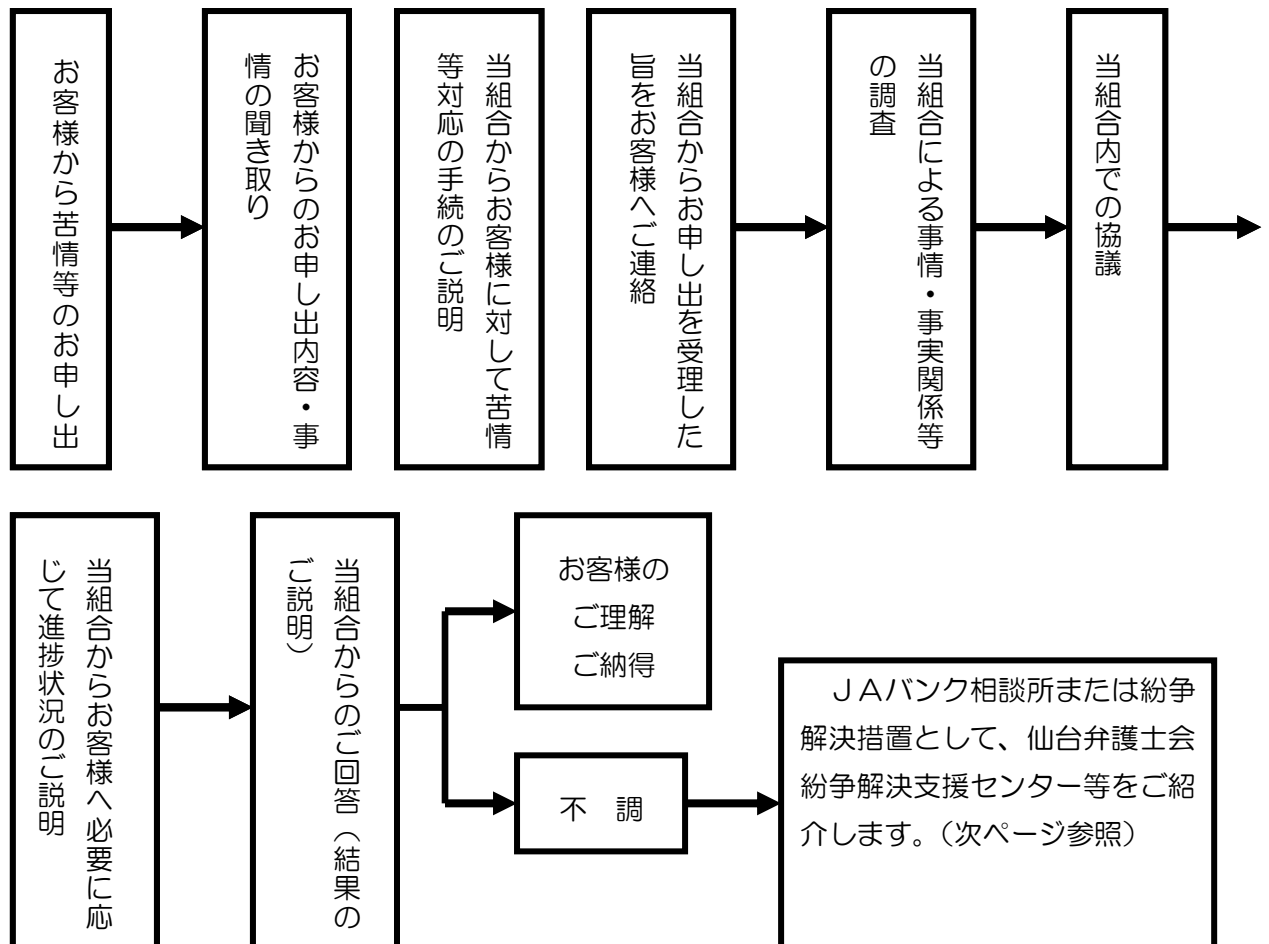 お客様から苦情等のお申し出
お客様からのお申し出内容・事
情の聞き取り
当組合からお客様に対して苦情
等対応の手続のご説明
当組合からお申し出を受理した
旨をお客様へご連絡
当組合による事情・事実関係等
の調査
当組合内での協議
当組合からお客様へ必要に応
じて進捗状況のご説明
当組合からのご回答（結果の
ご説明）
お客様の
ご理解
ご納得
不　調
　ＪＡバンク相談所または紛争
解決措置として、仙台弁護士会
紛争解決支援センター等をご紹
介します。（次ページ参照）